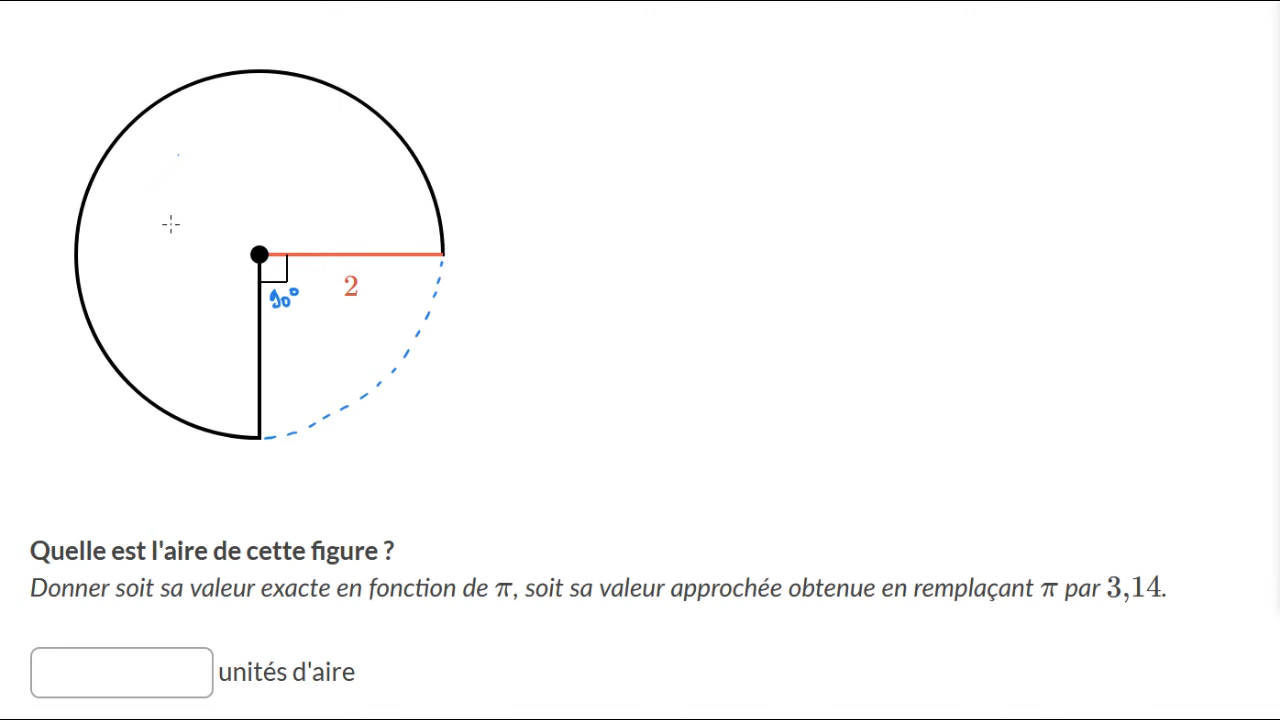 2
90°
Quelle est l'aire de cette figure ?
Donner soit sa valeur exacte en fonction de π, soit sa valeur approchée obtenue en remplaçant π par 3,14.
unités d'aire